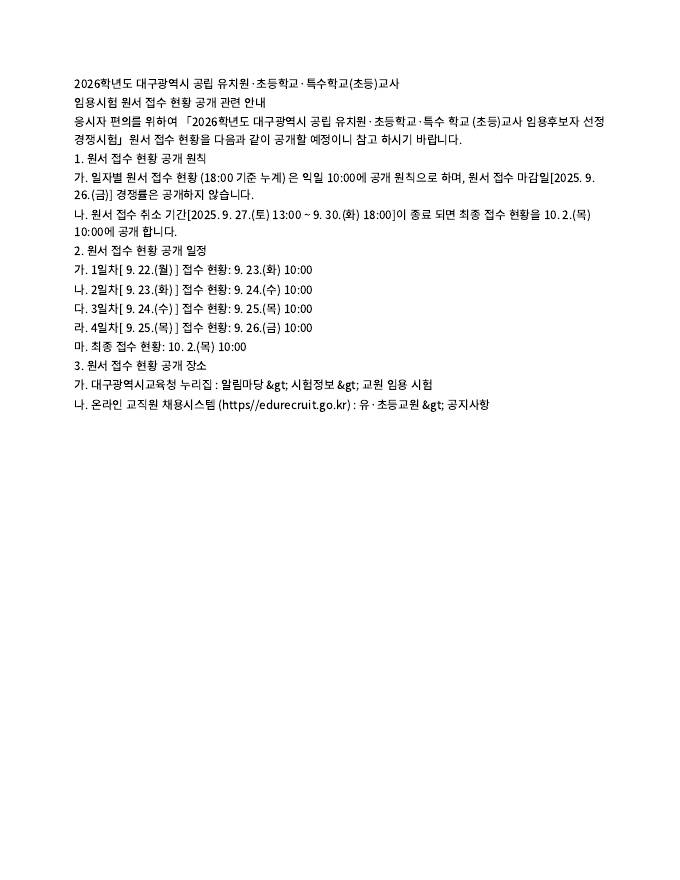 2026학년도 대구광역시 공립 유치원·초등학교·특수학교(초등)교사
임용시험 원서 접수 현황 공개 관련 안내
응시자 편의를 위하여 「2026학년도 대구광역시 공립 유치원·초등학교·특수 학교 (초등)교사 임용후보자 선정
경쟁시험」 원서 접수 현황을 다음과 같이 공개할 예정이니 참고 하시기 바랍니다.
1. 원서 접수 현황 공개 원칙
가. 일자별 원서 접수 현황 (18:00 기준 누계) 은 익일 10:00에 공개 원칙으로 하며, 원서 접수 마감일[2025. 9.
26.(금)] 경쟁률은 공개하지 않습니다.
나. 원서 접수 취소 기간[2025. 9. 27.(토) 13:00 ~ 9. 30.(화) 18:00]이 종료 되면 최종 접수 현황을 10. 2.(목)
10:00에 공개 합니다.
2. 원서 접수 현황 공개 일정
가. 1일차[ 9. 22.(월) ] 접수 현황: 9. 23.(화) 10:00
나. 2일차[ 9. 23.(화) ] 접수 현황: 9. 24.(수) 10:00
다. 3일차[ 9. 24.(수) ] 접수 현황: 9. 25.(목) 10:00
라. 4일차[ 9. 25.(목) ] 접수 현황: 9. 26.(금) 10:00
마. 최종 접수 현황: 10. 2.(목) 10:00
3. 원서 접수 현황 공개 장소
가. 대구광역시교육청 누리집 : 알림마당 &gt; 시험정보 &gt; 교원 임용 시험
나. 온라인 교직원 채용시스템 (https//edurecruit.go.kr) : 유·초등교원 &gt; 공지사항